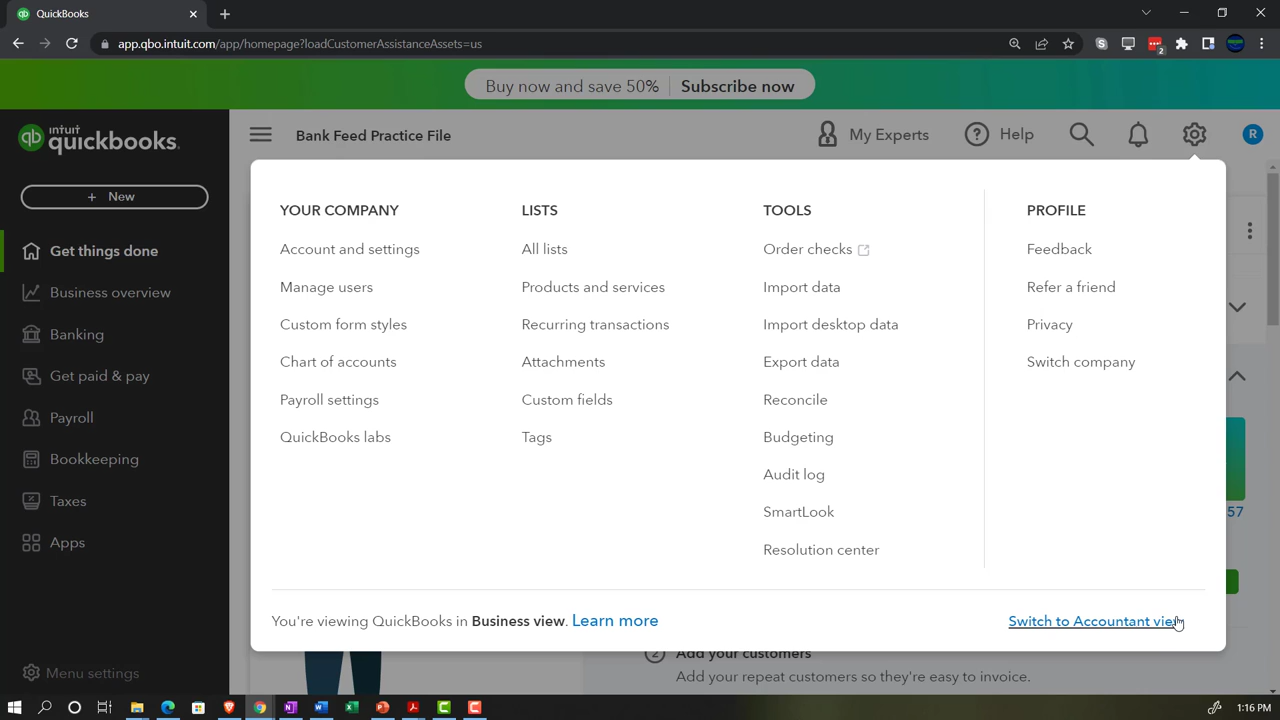 QuickBooks
app.qbo.intuit.com/app/homepage?loadCustomerAssistanceAssets=us
2
Buy now and save 50% Subscribe now
intuit
quickbooks.
Bank Feed Practice File
My Experts
Help
R
+ New
Get things done
Business overview
Banking
Get paid & pay
Payroll
Bookkeeping
Taxes
Apps
Menu settings
YOUR COMPANY
Account and settings
Manage users
Custom form styles
Chart of accounts
Payroll settings
QuickBooks labs
LISTS
All lists
Products and services
Recurring transactions
Attachments
Custom fields
Tags
TOOLS
Order checks
Import data
Import desktop data
Export data
Reconcile
Budgeting
Audit log
SmartLook
Resolution center
PROFILE
Feedback
Refer a friend
Privacy
Switch company
57
You're viewing QuickBooks in Business view. Learn more
Switch to Accountant view
2 Add your customers
Add your repeat customers so they're easy to invoice.
1:16 PM